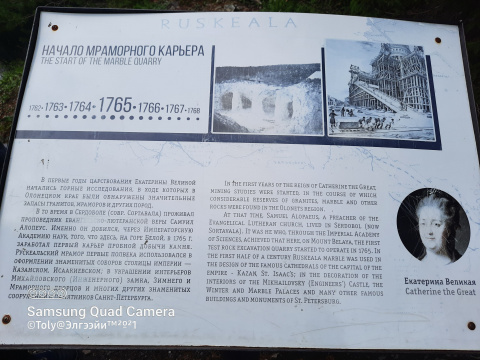 RUSKEALA
НАЧАЛО МРАМОРНОГО КАРЬЕРА
THE START OF THE MARBLE QUARRY
1762•1763•1764•1765•1766•1767•1768
В первые годы царствования Екатерины Великой
начались горные исследования, в ходе которых в
Олонецком крае были обнаружены значительные
запасы гранитов, мраморов и других пород.
В то время в Сердоболе (совр. Сортавала) проживал
проповедник еван лютеранской веры Самуил
Алопеус. Именно он добился, через Императорскую
Академию наук, того, что здесь, на горе Белой, в 1765 г.
заработал первый карьер пробной добычи камня.
Рускеальский мрамор первой половины использовался в
оформлении знаменитых соборов столицы империи –
Казанском, Исаакиевском, в украшении интерьеров
Михайловского (Инженерного) замка, Зимнего и
Мраморного дворцов и многих других знаменитых
сооружений и памятников Санкт-Петербурга.
In the first years of the reign of Catherine the Great
mining studies were started, in the course of which
considerable reserves of granites, marble and other
rocks were found in the Olonets region.
At that time Samuel Alopaeus, a preacher of the
Evangelical Lutheran Church, lived in Serdobol (now
Sortavala). It was he who, through the Imperial Academy
of Sciences achieved that here, on Mount Belaya, the first
test rock excavation quarry started to operate in 1765. In
the first half of a century Ruskeala marble was used in
the design of the famous cathedrals of the capital of the
empire - Kazan, St. Isaac's; in the decoration of the
interiors of the Mikhailovsky (Engineers') Castle, the
Winter and Marble Palaces and many other famous
buildings and monuments of St. Petersburg.
Екатерина Великая
Catherine the Great
Samsung Quad Camera
©Toly@Элгээйи™²⁰²¹